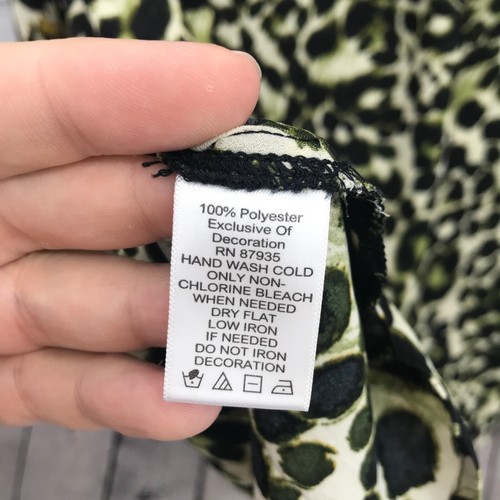 100% Polyester
Exclusive Of
Decoration
RN 87935
HAND WASH COLD
ONLY NON-
CHLORINE BLEACH
WHEN NEEDED
DRY FLAT
LOW IRON
IF NEEDED
DO NOT IRON
DECORATION